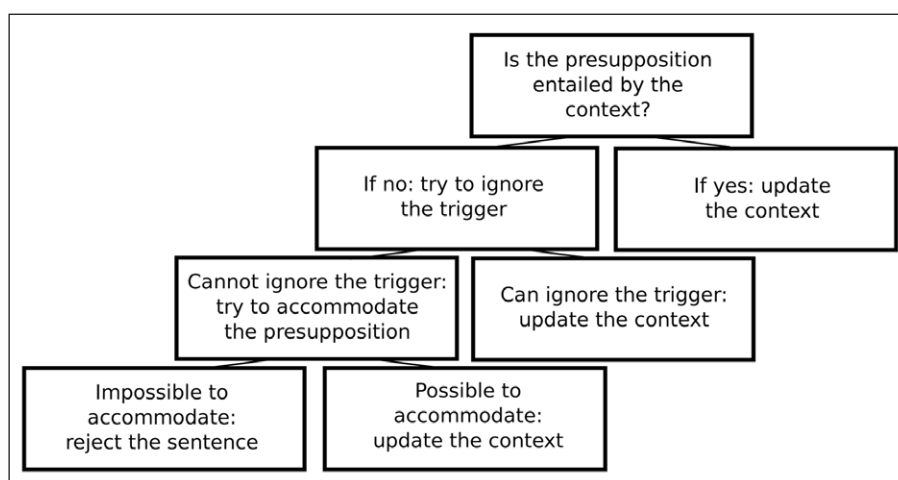 Is the presupposition
entailed by the
context?
If no: try to ignore
the trigger
If yes: update
the context
Cannot ignore the trigger:
try to accommodate
the presupposition
Can ignore the trigger:
update the context
Impossible to
accommodate:
reject the sentence
Possible to
accommodate:
update the context